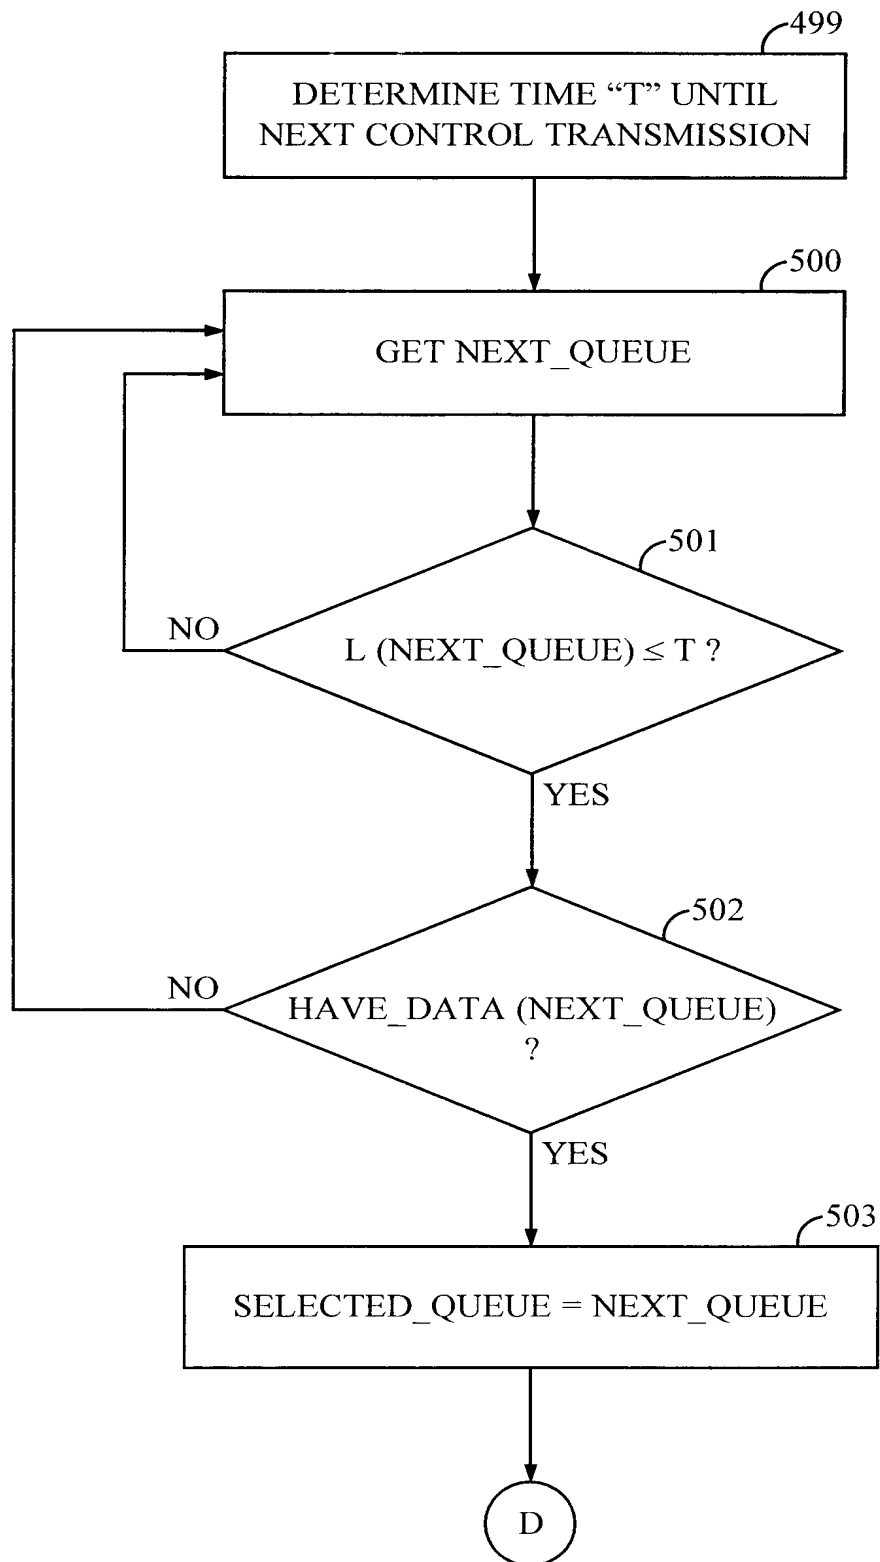 499
DETERMINE TIME “T” UNTIL
NEXT CONTROL TRANSMISSION
500
GET NEXT_QUEUE
501
L (NEXT_QUEUE) ≤ T ?
NO
YES
502
HAVE_DATA (NEXT_QUEUE)
?
NO
YES
503
SELECTED_QUEUE = NEXT_QUEUE
D